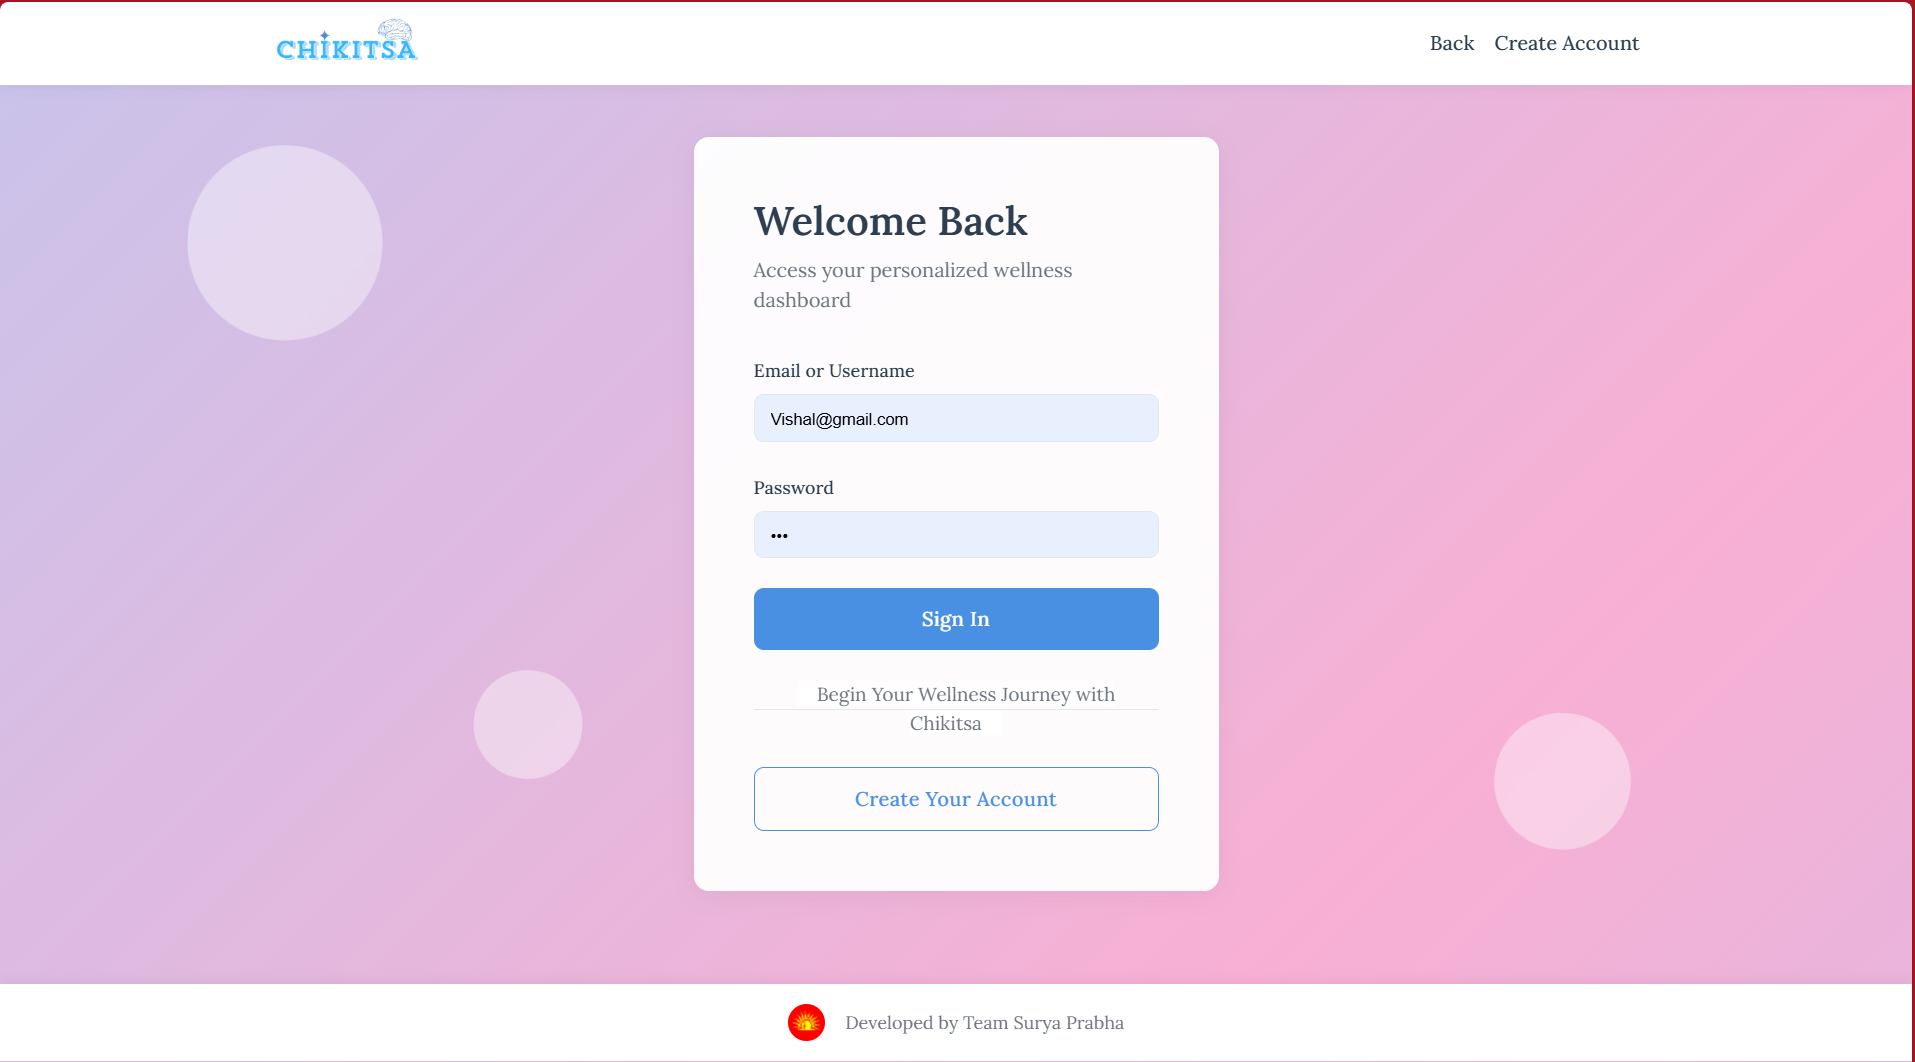 CHIKITSA
Back Create Account
Welcome Back
Access your personalized wellness
dashboard
Email or Username
Vishal@gmail.com
Password
•••
Sign In
Begin Your Wellness Journey with
Chikitsa
Create Your Account
Developed by Team Surya Prabha